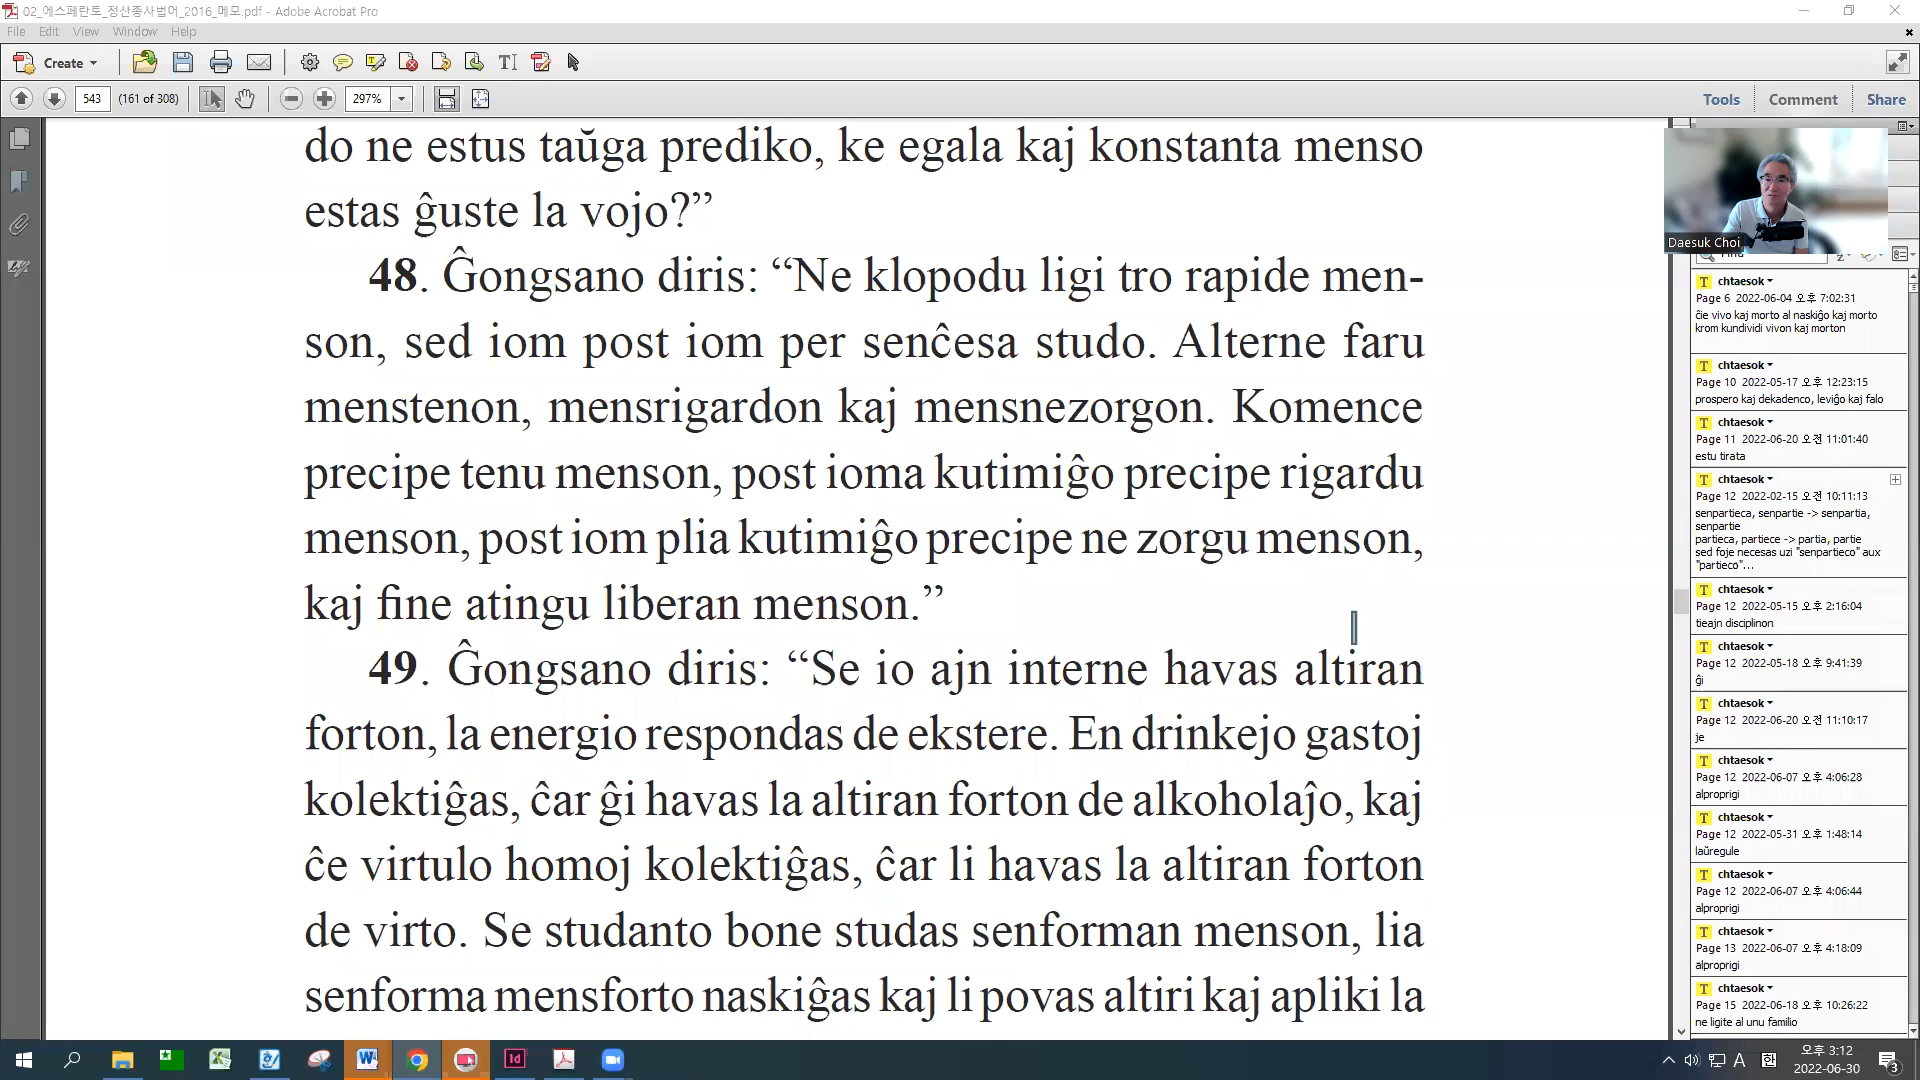 02_에스페란토_정산종사법어_2016_메모.pdf - Adobe Acrobat Pro
File Edit View Window Help
Create
543 (161 of 308) 297% Tools Comment Share
do ne estus taŭga prediko, ke egala kaj konstanta menso
estas ĝuste la vojo?”
48. Ĝongsano diris: “Ne klopodu ligi tro rapide men-
son, sed iom post iom per senĉesa studo. Alterne faru
menstenon, mensrigardon kaj mensnezorgon. Komence
precipe tenu menson, post ioma kutimiĝo precipe rigardu
menson, post iom plia kutimiĝo precipe ne zorgu menson,
kaj fine atingu liberan menson.”
49. Ĝongsano diris: “Se io ajn interne havas altiran
forton, la energio respondas de ekstere. En drinkejo gastoj
kolektiĝas, ĉar ĝi havas la altiran forton de alkoholaĵo, kaj
ĉe virtulo homoj kolektiĝas, ĉar li havas la altiran forton
de virto. Se studanto bone studas senforman menson, lia
senforma mensforto naskiĝas kaj li povas altiri kaj apliki la
Daesuk Choi
chtaesok
Page 6 2022-06-04 오후 7:02:31
ĉie vivo kaj morto al naskiĝo kaj morto
krom kundividi vivon kaj morton
chtaesok
Page 10 2022-05-17 오후 12:23:15
prospero kaj dekadenco, leviĝo kaj falo
chtaesok
Page 11 2022-06-20 오전 11:01:40
estu tirata
chtaesok
Page 12 2022-02-15 오전 10:11:13
senpartieca, senpartie -> senpartia,
senpartie
partieca, partiece -> partia, partie
sed foje necesas uzi "senpartieco" aux
"partieco"...
chtaesok
Page 12 2022-05-15 오후 2:16:04
tieajn disciplinon
chtaesok
Page 12 2022-05-18 오후 9:41:39
ĝi
chtaesok
Page 12 2022-06-20 오전 11:10:17
je
chtaesok
Page 12 2022-06-07 오후 4:06:28
alproprigi
chtaesok
Page 12 2022-05-31 오후 1:48:14
laŭregule
chtaesok
Page 12 2022-06-07 오후 4:06:44
alproprigi
chtaesok
Page 13 2022-06-07 오후 4:18:09
alproprigi
chtaesok
Page 15 2022-06-18 오후 10:26:22
ne ligite al unu familio
A 한 오후 3:12
2022-06-30
3